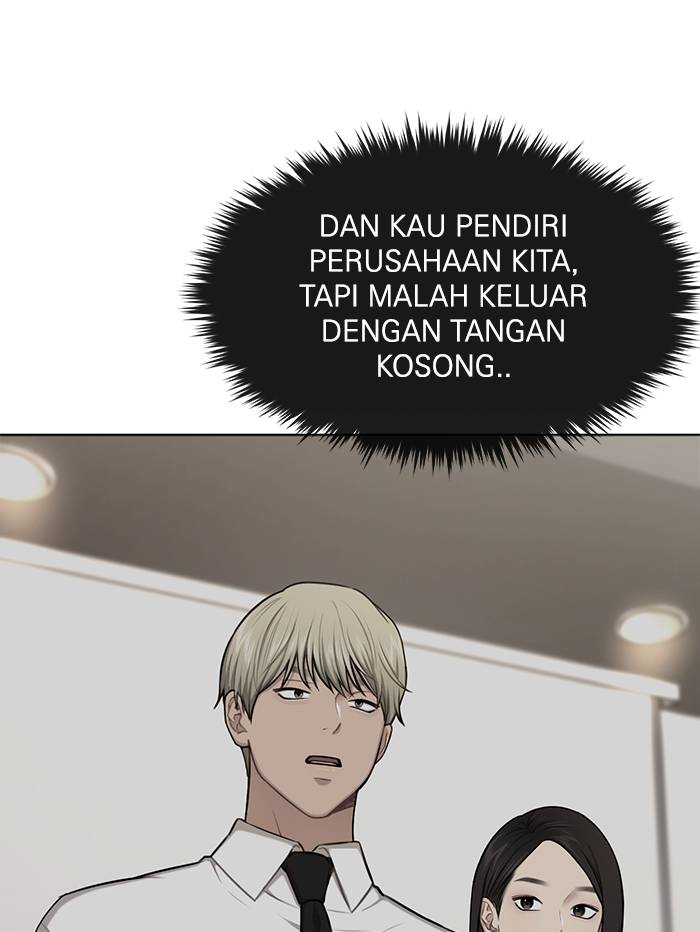 DAN KAU PENDIRI
PERUSAHAAN KITA,
TAPI MALAH KELUAR
DENGAN TANGAN
KOSONG..